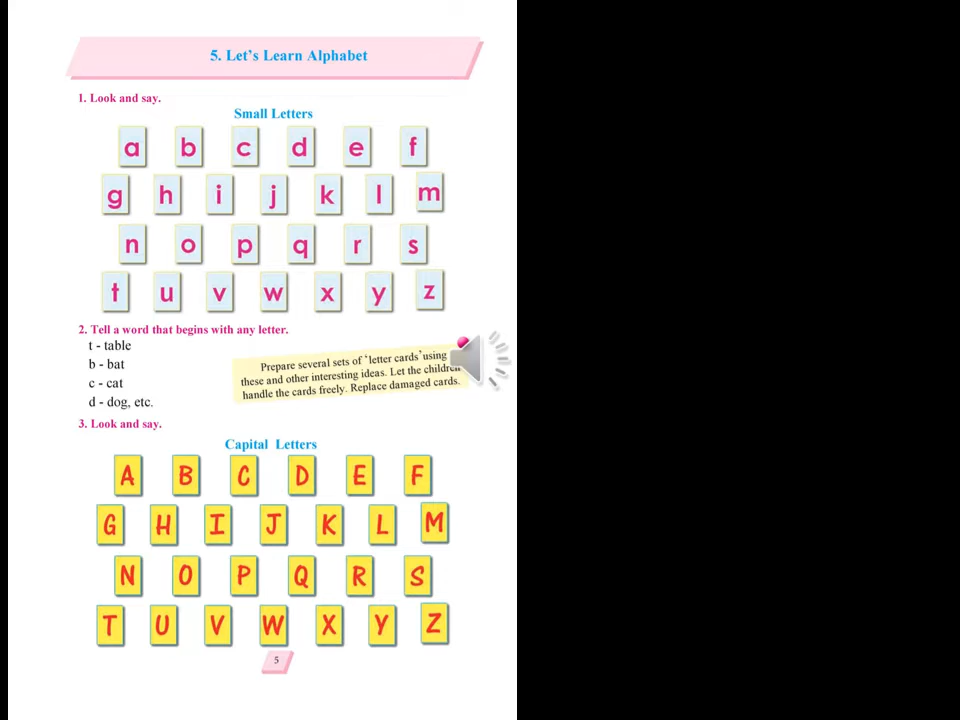 5. Let's Learn Alphabet
1. Look and say.
Small Letters
a b c d e f
g h i j k l m
n o p q r s
t u v w x y z
2. Tell a word that begins with any letter.
t - table
b - bat
c - cat
d - dog, etc.
Prepare several sets of 'letter cards' using
these and other interesting ideas. Let the children
handle the cards freely. Replace damaged cards.
3. Look and say.
Capital Letters
A B C D E F
G H I J K L M
N O P Q R S
T U V W X Y Z
5